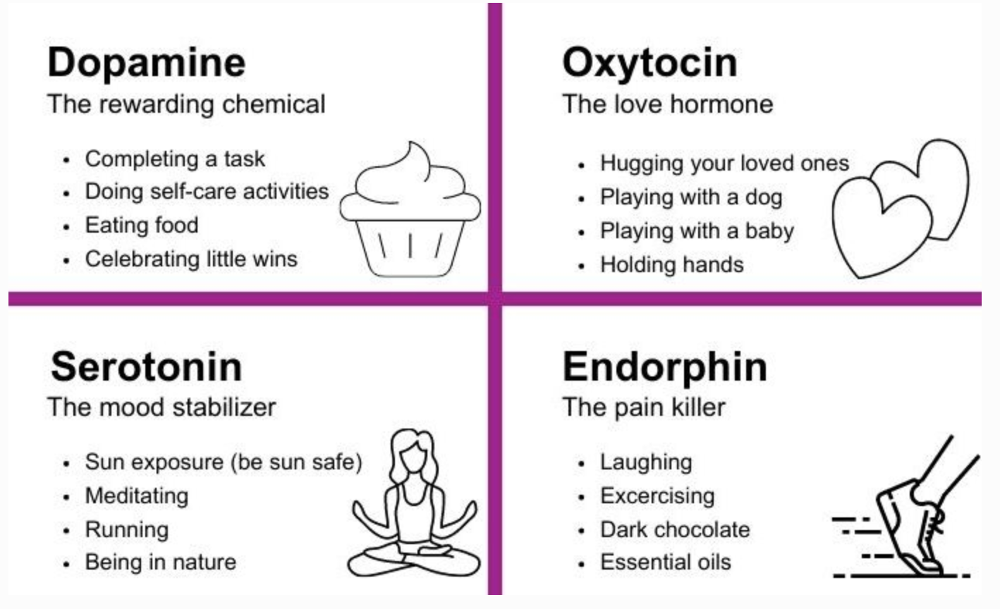 Dopamine
The rewarding chemical
• Completing a task
• Doing self-care activities
• Eating food
• Celebrating little wins
Oxytocin
The love hormone
• Hugging your loved ones
• Playing with a dog
• Playing with a baby
• Holding hands
Serotonin
The mood stabilizer
• Sun exposure (be sun safe)
• Meditating
• Running
• Being in nature
Endorphin
The pain killer
• Laughing
• Excercising
• Dark chocolate
• Essential oils